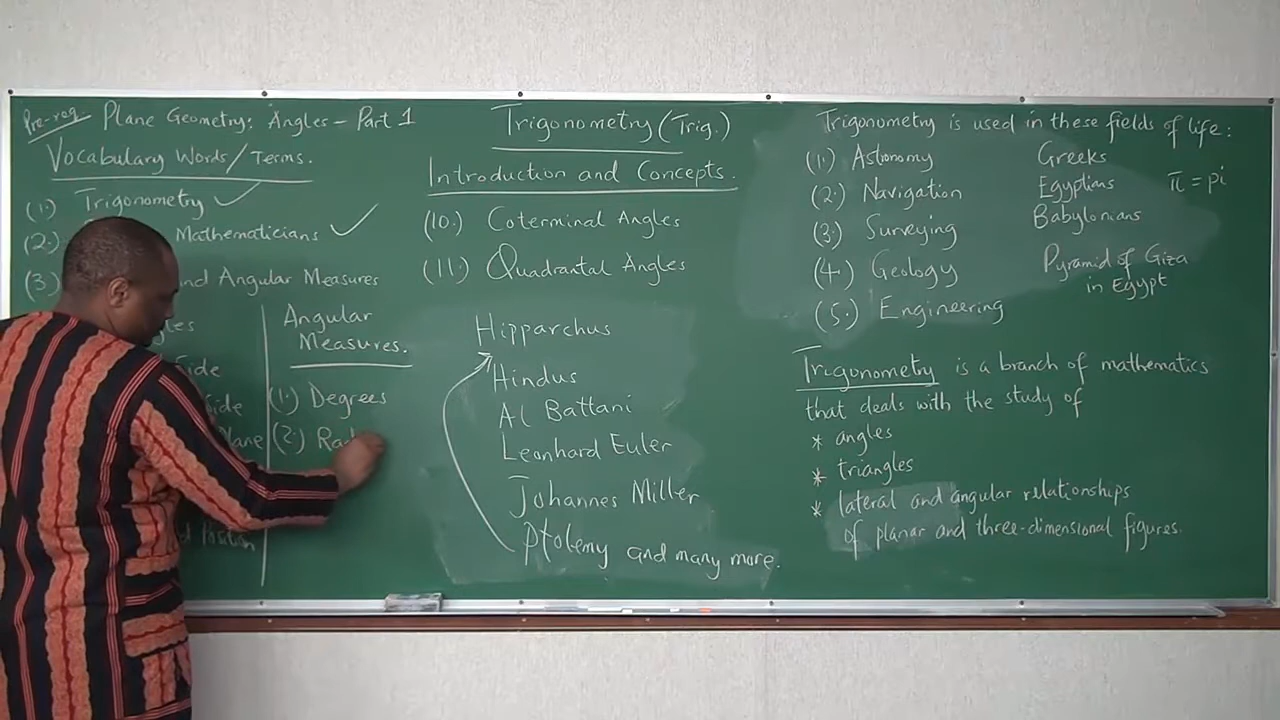 Pre-req Plane Geometry: Angles – Part 1
Vocabulary Words/Terms.
(1.) Trigonometry ✓
(2.) Mathematicians ✓
(3.) and Angular Measures
Side
Side
Plane
Position
Angular
Measures.
(1.) Degrees
(2.) Rad
Trigonometry (Trig.)
Introduction and Concepts.
(10.) Coterminal Angles
(11.) Quadrantal Angles
Hipparchus
Hindus
Al Battani
Leonhard Euler
Johannes Miller
Ptolemy and many more.
Trigonometry is used in these fields of life:
(1.) Astronomy
(2.) Navigation
(3.) Surveying
(4.) Geology
(5.) Engineering
Greeks
Egyptians
Babylonians
Pyramid of Giza
in Egypt
π = pi
Trigonometry is a branch of mathematics
that deals with the study of
* angles
* triangles
* lateral and angular relationships
of planar and three-dimensional figures.